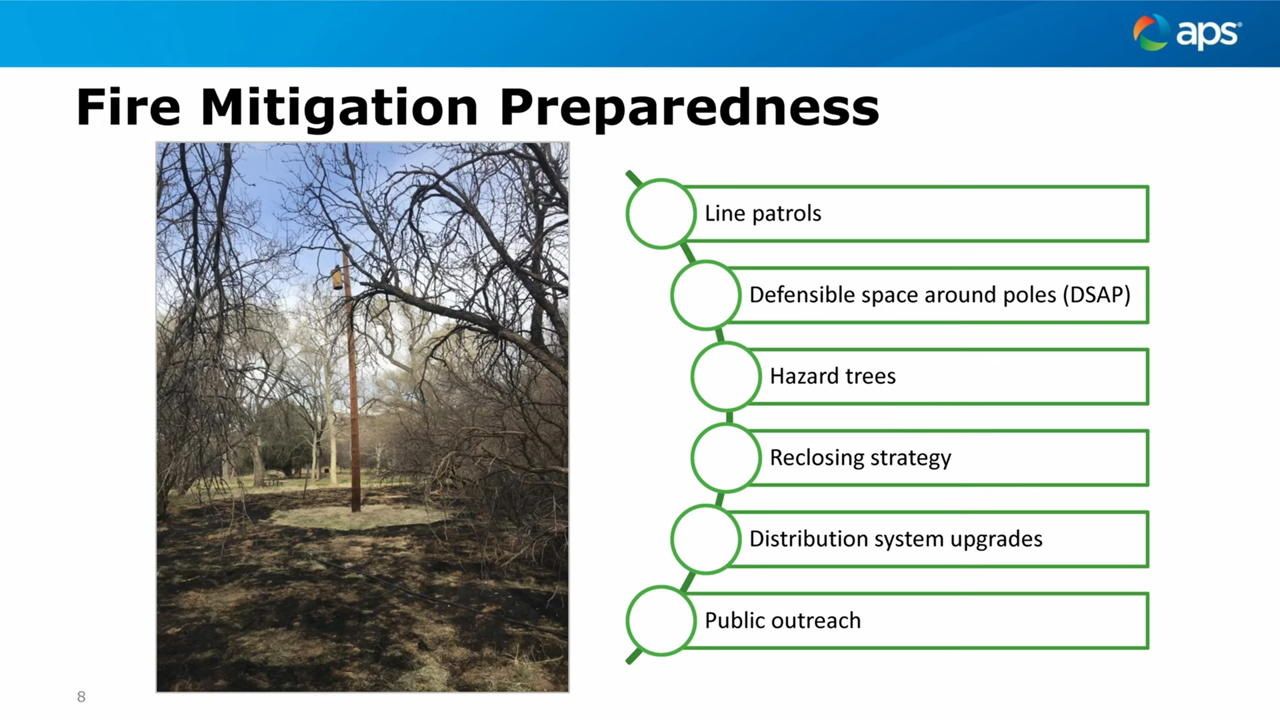 aps
Fire Mitigation Preparedness
Line patrols
Defensible space around poles (DSAP)
Hazard trees
Reclosing strategy
Distribution system upgrades
Public outreach
8